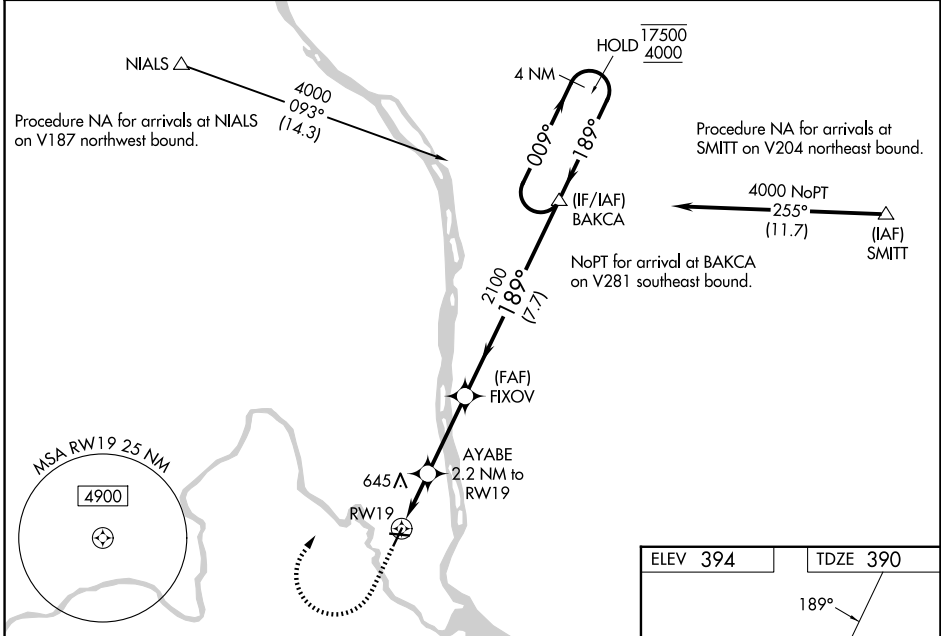 NIALS
4000
093°
(14.3)
Procedure NA for arrivals at NIALS
on V187 northwest bound.
HOLD
17500
4000
4 NM
009°
189°
Procedure NA for arrivals at
SMITT on V204 northeast bound.
4000 NoPT
255°
(11.7)
(IAF)
SMITT
(IF/IAF)
BAKCA
NoPT for arrival at BAKCA
on V281 southeast bound.
2100
189°
(7.7)
(FAF)
FIXOV
AYABE
2.2 NM to
RW19
645
RW19
MSA RW19 25 NM
4900
ELEV 394
TDZE 390
189°